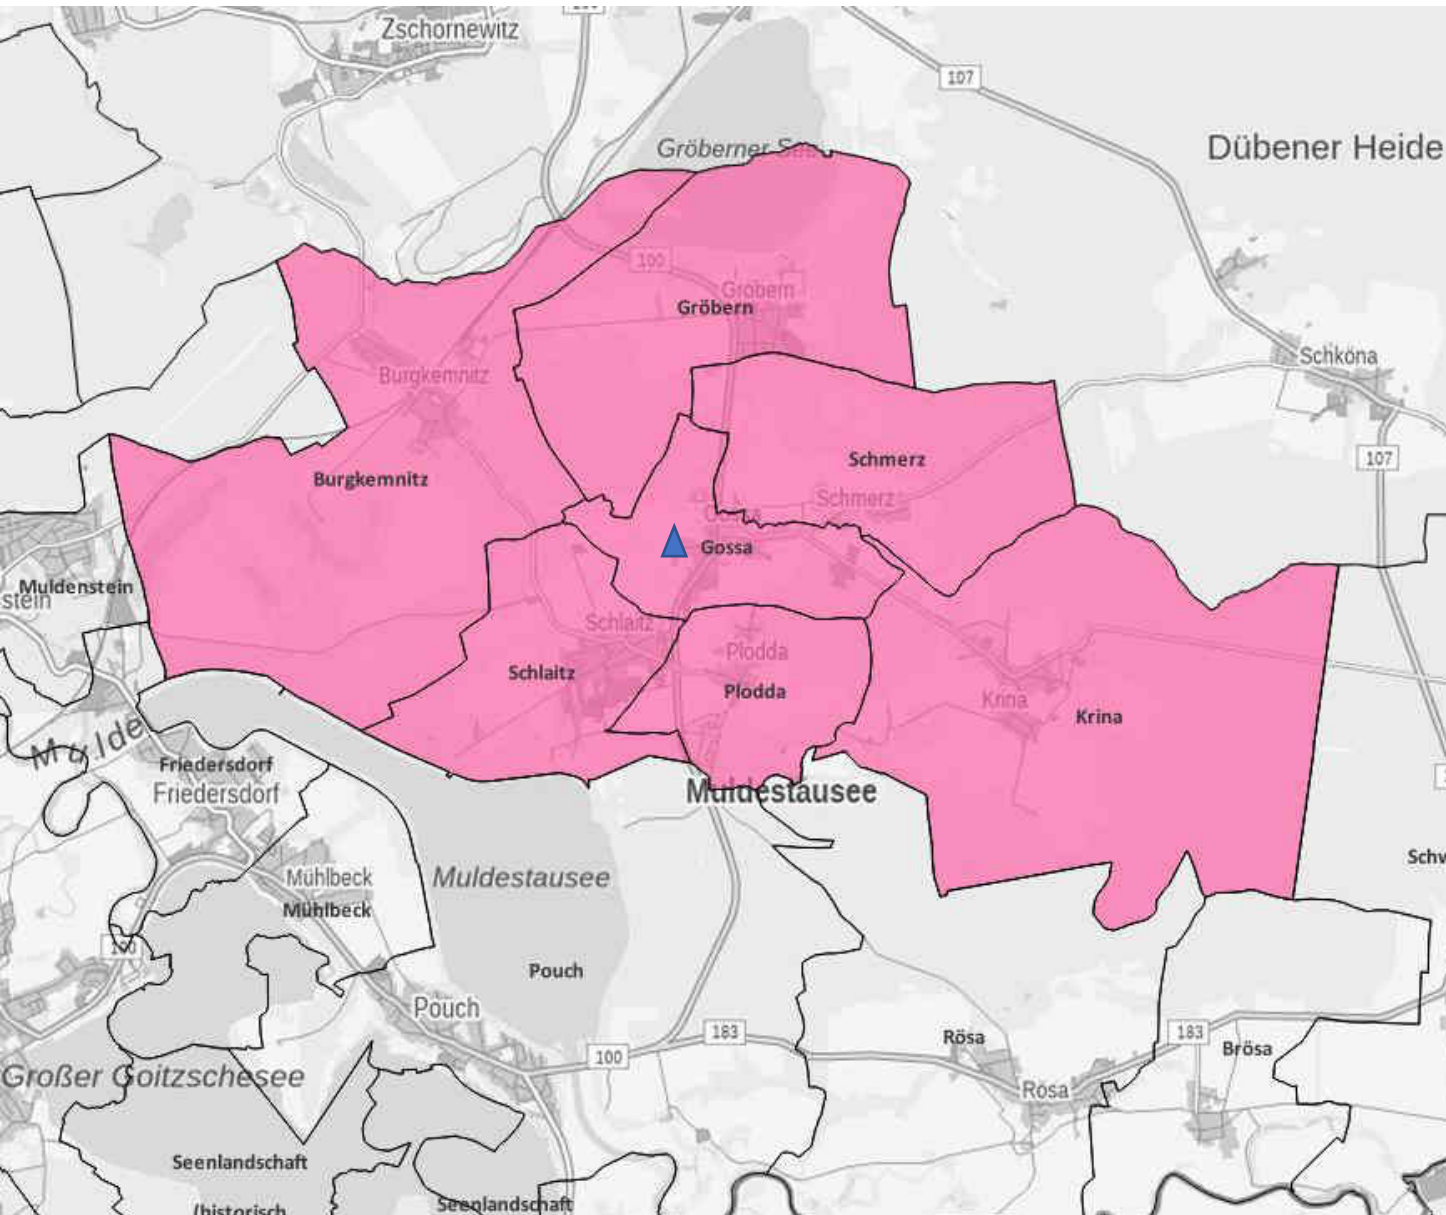 Zschornewitz
107
Dübener Heide
Gröberner See
100
Gröbern
Gröbern
Schköna
Burgkemnitz
107
Schmerz
Burgkemnitz
Schmerz
Gossa
Gossa
Muldenstein
stein
Schlaitz
Plodda
Schlaitz
Plodda
Krina
Krina
Mulde
Friedersdorf
Friedersdorf
Muldestausee
Schw
Mühlbeck
Muldestausee
Mühlbeck
100
Pouch
Pouch
183
183
Rösa
Brösa
100
Großer Goitzschesee
Rösa
Seenlandschaft
Seenlandschaft
(historisch